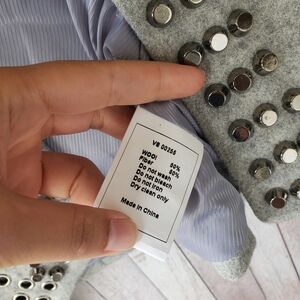 VB 00266
WOOl 50%
Fiber 50%
Do not wash
Do not bleach
Do not iron
Dry clean only
Made in China